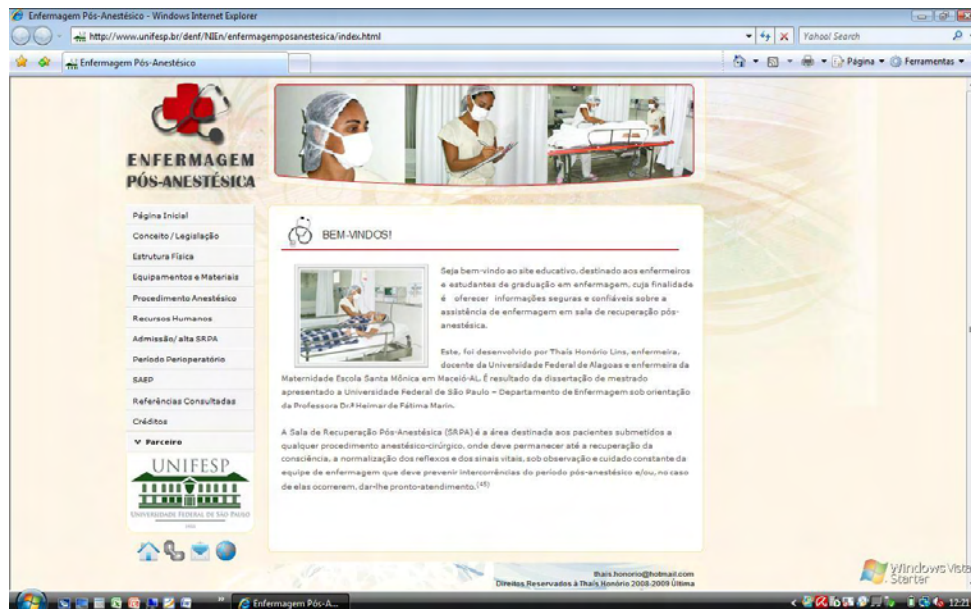 Enfermagem Pós-Anestésico - Windows Internet Explorer
http://www.unifesp.br/denf/NIEn/enfermagemposanestesica/index.html
Yahoo! Search
Enfermagem Pós-Anestésico
Página
Ferramentas
ENFERMAGEM
PÓS-ANESTÉSICA
Página Inicial
Conceito/Legislação
Estrutura Física
Equipamentos e Materiais
Procedimento Anestésico
Recursos Humanos
Admissão/ alta SRPA
Período Perioperatório
SAEP
Referências Consultadas
Créditos
Parceiro
UNIFESP
UNIVERSIDADE FEDERAL DE SÃO PAULO
BEM-VINDOS!
Seja bem-vindo ao site educativo, destinado aos enfermeiros
e estudantes de graduação em enfermagem, cuja finalidade
é oferecer informações seguras e confiáveis sobre a
assistência de enfermagem em sala de recuperação pós-
anestésica.
Este, foi desenvolvido por Thaís Honório Lins, enfermeira,
docente da Universidade Federal de Alagoas e enfermeira da
Maternidade Escola Santa Mônica em Maceió-AL. É resultado da dissertação de mestrado
apresentado a Universidade Federal de São Paulo – Departamento de Enfermagem sob orientação
da Professora Dr.ª Heimar de Fátima Marin.
A Sala de Recuperação Pós-Anestésica (SRPA) é a área destinada aos pacientes submetidos a
qualquer procedimento anestésico-cirúrgico, onde deve permanecer até a recuperação da
consciência, a normalização dos reflexos e dos sinais vitais, sob observação e cuidado constante da
equipe de enfermagem que deve prevenir intercorrências do período pós-anestésico e/ou, no caso
de elas ocorrerem, dar-lhe pronto-atendimento.(45)
thais.honorio@hotmail.com
Direitos Reservados à Thaís Honório 2008-2009 Última
Windows Vista
Starter
Enfermagem Pós-A...
12:21